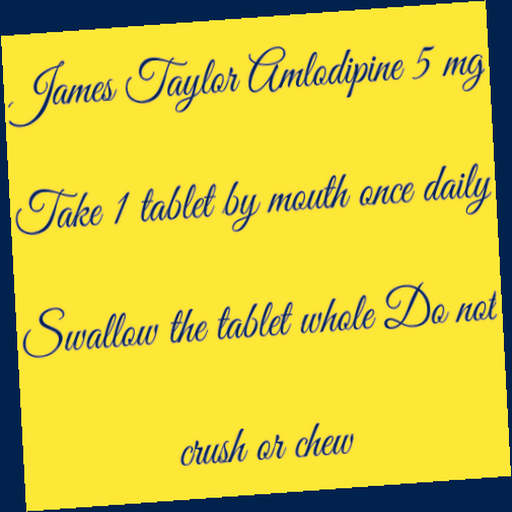 James Taylor Amlodipine 5 mg
Take 1 tablet by mouth once daily
Swallow the tablet whole Do not
crush or chew